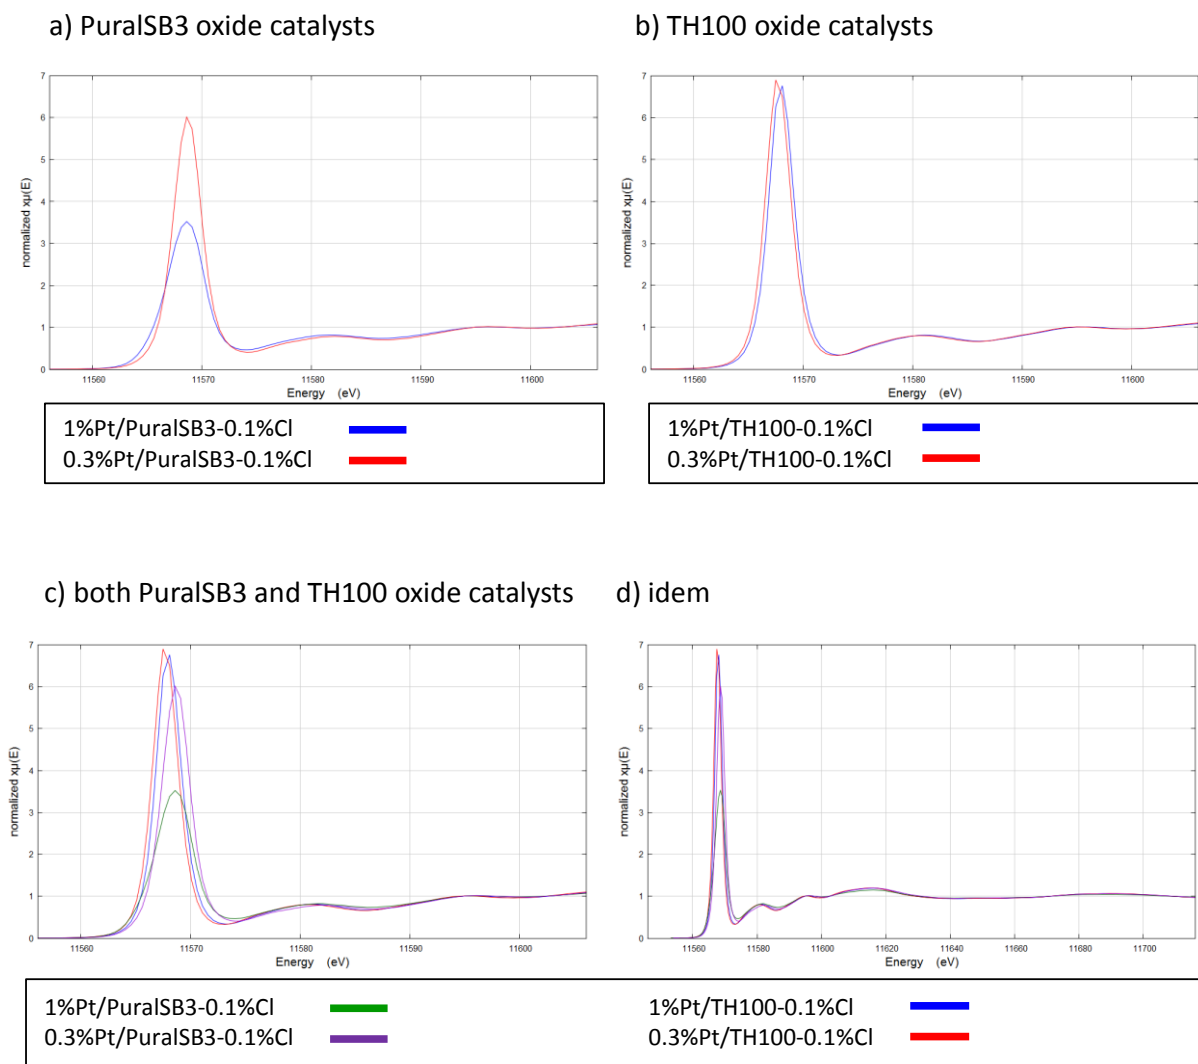 a) PuralSB3 oxide catalysts
b) TH100 oxide catalysts
7
6
5
4
3
2
1
0
normalized xμ(E)
11560
11570
11580
11590
11600
Energy (eV)
7
6
5
4
3
2
1
0
normalized xμ(E)
11560
11570
11580
11590
11600
Energy (eV)
1%Pt/PuralSB3-0.1%Cl
0.3%Pt/PuralSB3-0.1%Cl
1%Pt/TH100-0.1%Cl
0.3%Pt/TH100-0.1%Cl
c) both PuralSB3 and TH100 oxide catalysts
d) idem
7
6
5
4
3
2
1
0
normalized xμ(E)
11560
11570
11580
11590
11600
Energy (eV)
7
6
5
4
3
2
1
0
normalized xμ(E)
11560
11580
11600
11620
11640
11660
11680
11700
Energy (eV)
1%Pt/PuralSB3-0.1%Cl
0.3%Pt/PuralSB3-0.1%Cl
1%Pt/TH100-0.1%Cl
0.3%Pt/TH100-0.1%Cl